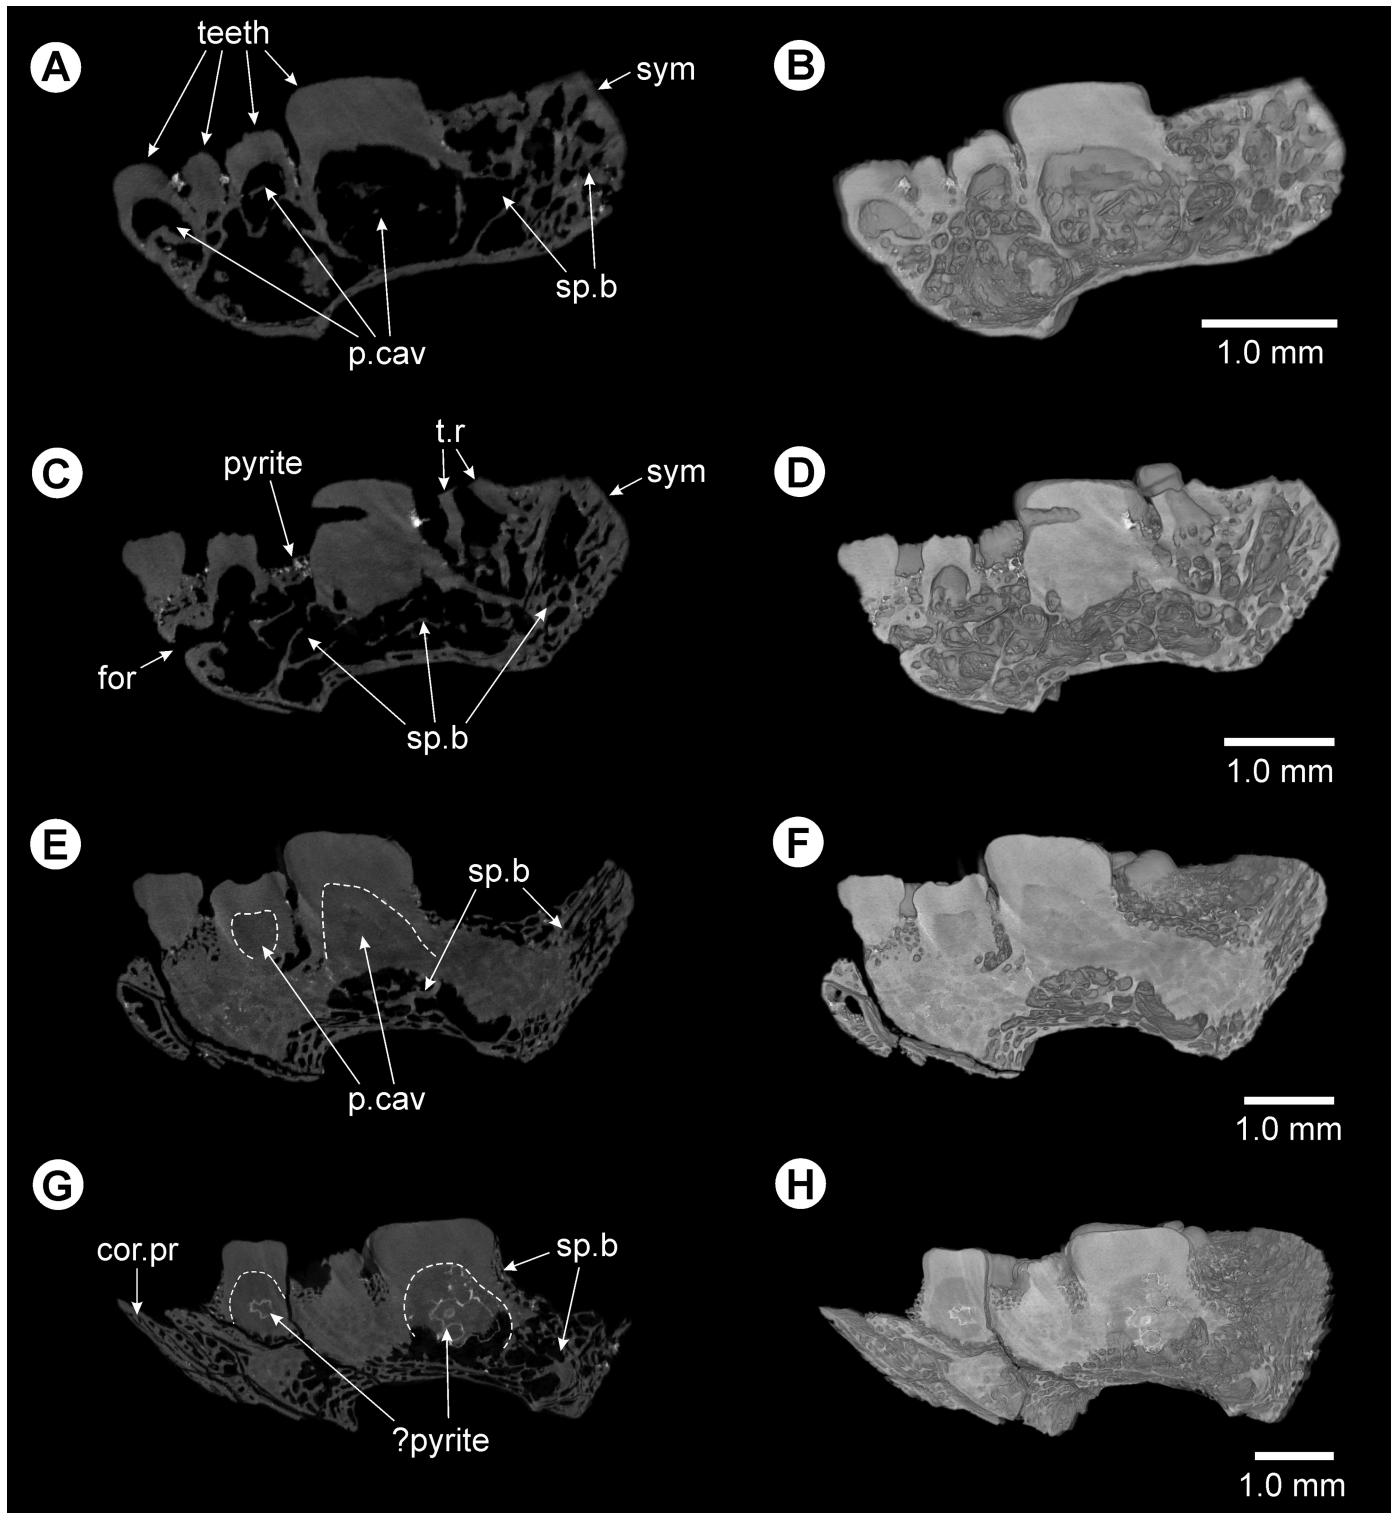 A
teeth
sym
sp.b
p.cav
B
1.0 mm
C
pyrite
t.r
sym
for
sp.b
D
1.0 mm
E
sp.b
p.cav
F
1.0 mm
G
cor.pr
sp.b
?pyrite
H
1.0 mm